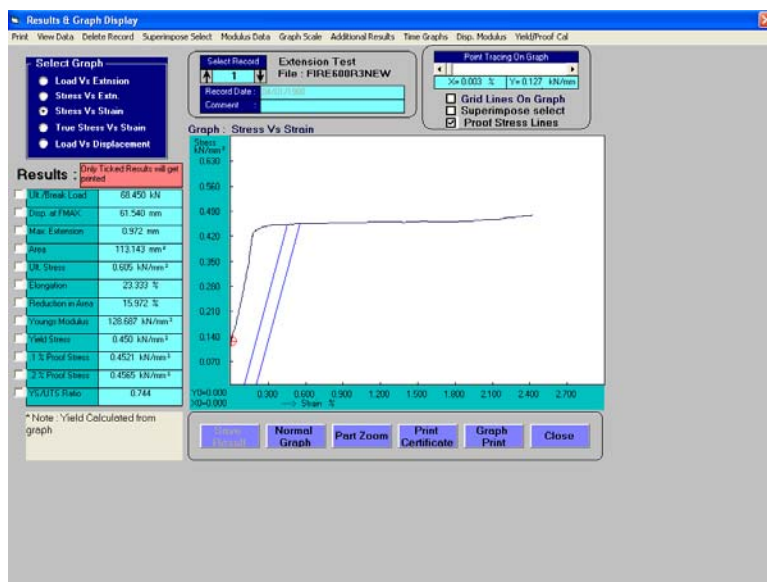 Results & Graph Display
Print View Data Delete Record Superimpose Select Modulus Data Graph Scale Additional Results Time Graphs Disp. Modulus Yield/Proof Cal
Select Graph
Load Vs Extnsion
Stress Vs Extn.
Stress Vs Strain
True Stress Vs Strain
Load Vs Displacement
Select Record
1
Extension Test
File : FIRE600R3NEW
Record Date :
Comment :
Point Tracing On Graph
X= 0.003 % Y= 0.127 kN/mm
Grid Lines On Graph
Superimpose select
Proof Stress Lines
Results :
Only Ticked Results will get
printed
Ult./Break Load 68.450 kN
Disp. at FMAX 61.540 mm
Max. Extension 0.972 mm
Area 113.143 mm²
Ult. Stress 0.605 kN/mm²
Elongation 23.333 %
Reduction in Area 15.972 %
Youngs Modulus 128.687 kN/mm²
Yield Stress 0.450 kN/mm²
.1 % Proof Stress 0.4521 kN/mm²
.2 % Proof Stress 0.4565 kN/mm²
YS/UTS Ratio 0.744
* Note : Yield Calculated from
graph
Graph : Stress Vs Strain
Stress
kN/mm²
0.630
0.560
0.490
0.420
0.350
0.280
0.210
0.140
0.070
Y0=0.000 0.300 0.600 0.900 1.200 1.500 1.800 2.100 2.400 2.700
X0=0.000 --> Strain %
Save
Result
Normal
Graph
Part Zoom
Print
Certificate
Graph
Print
Close